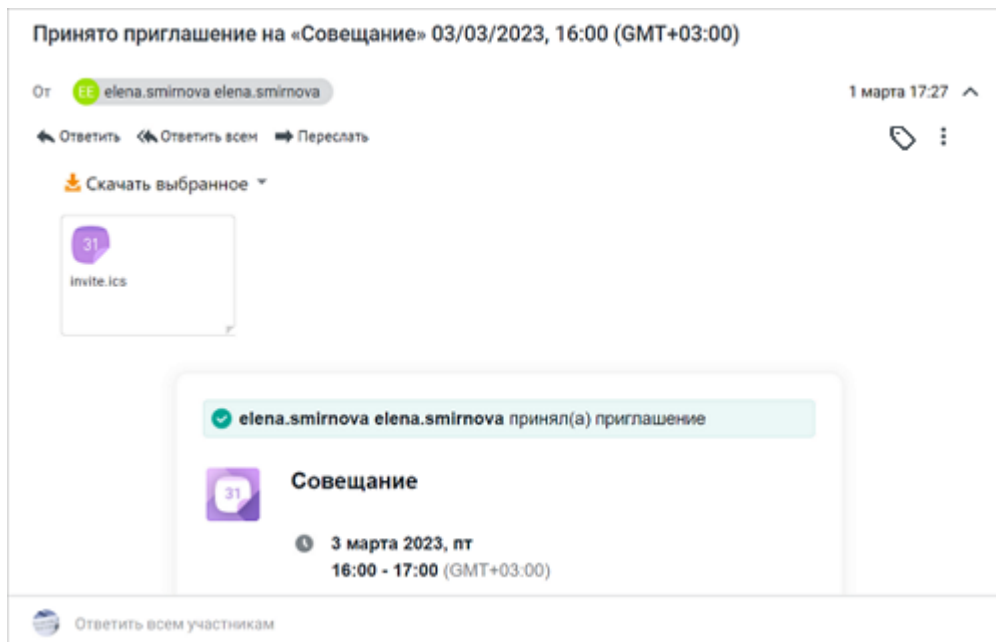 Принято приглашение на «Совещание» 03/03/2023, 16:00 (GMT+03:00)
От EE elena.smirnova elena.smirnova 1 марта 17:27
Ответить Ответить всем Переслать
Скачать выбранное
31
invite.ics
elena.smirnova elena.smirnova принял(а) приглашение
31
Совещание
3 марта 2023, пт
16:00 - 17:00 (GMT+03:00)
Ответить всем участникам